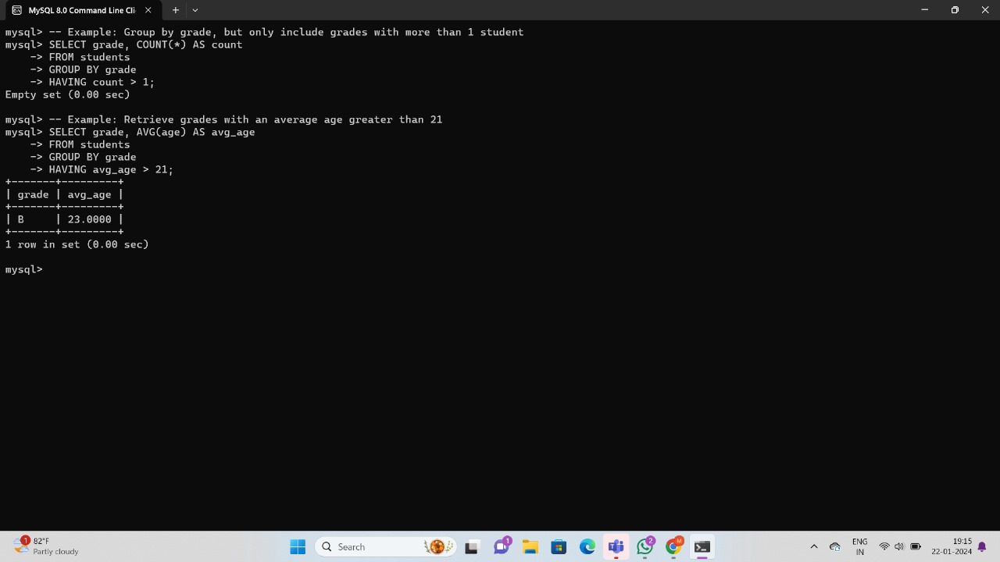 MySQL 8.0 Command Line Cli
mysql> -- Example: Group by grade, but only include grades with more than 1 student
mysql> SELECT grade, COUNT(*) AS count
    -> FROM students
    -> GROUP BY grade
    -> HAVING count > 1;
Empty set (0.00 sec)
mysql> -- Example: Retrieve grades with an average age greater than 21
mysql> SELECT grade, AVG(age) AS avg_age
    -> FROM students
    -> GROUP BY grade
    -> HAVING avg_age > 21;
+-------+---------+
| grade | avg_age |
+-------+---------+
| B     | 23.0000 |
+-------+---------+
1 row in set (0.00 sec)
mysql>
1
82°F
Partly cloudy
Search
1
2
M
ENG
IN
19:15
22-01-2024